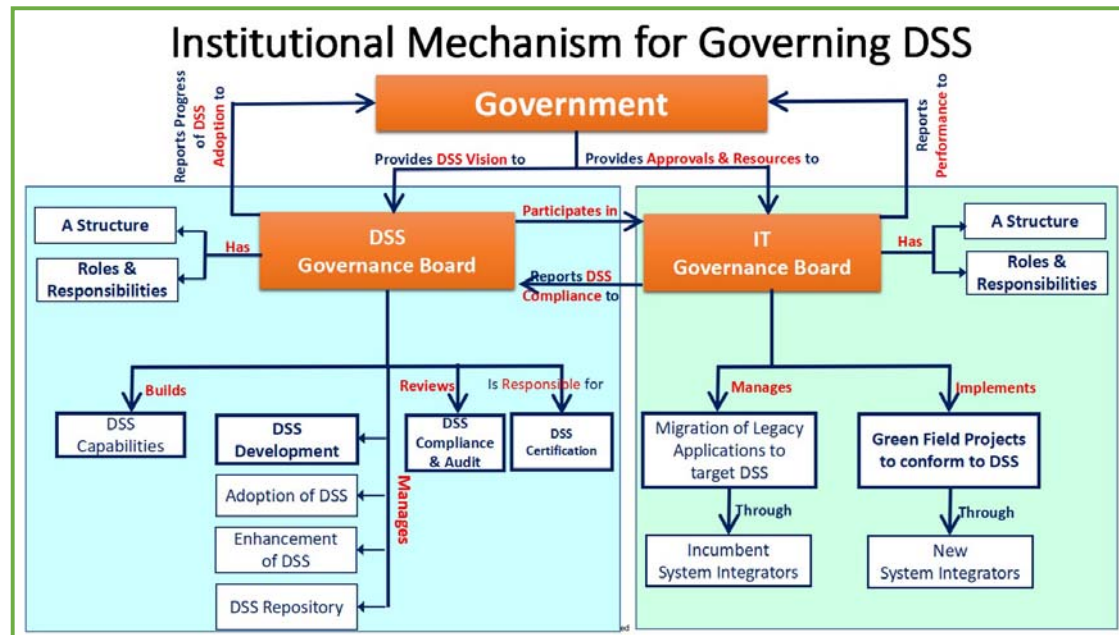 Institutional Mechanism for Governing DSS
Government
Reports Progress
of DSS
Adoption to
Reports
Performance to
Provides DSS Vision to
Provides Approvals & Resources to
A Structure
Roles &
Responsibilities
Has
DSS
Governance Board
Participates in
Reports DSS
Compliance to
IT
Governance Board
Has
A Structure
Roles &
Responsibilities
Builds
Reviews
Is Responsible for
DSS
Capabilities
DSS
Development
DSS
Compliance
& Audit
DSS
Certification
Manages
Adoption of DSS
Enhancement
of DSS
DSS Repository
Manages
Implements
Migration of Legacy
Applications to
target DSS
Green Field Projects
to conform to DSS
Through
Through
Incumbent
System Integrators
New
System Integrators
ed